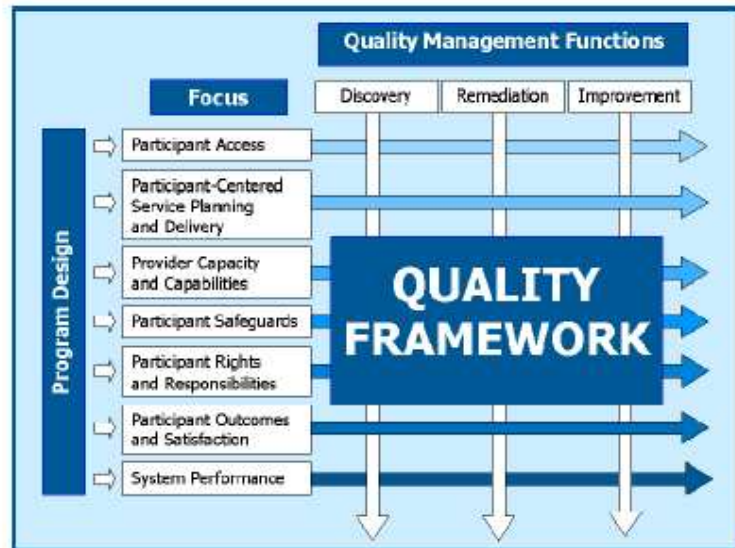 Quality Management Functions
Focus
Discovery
Remediation
Improvement
Program Design
Participant Access
Participant-Centered
Service Planning
and Delivery
Provider Capacity
and Capabilities
Participant Safeguards
Participant Rights
and Responsibilities
Participant Outcomes
and Satisfaction
System Performance
QUALITY
FRAMEWORK